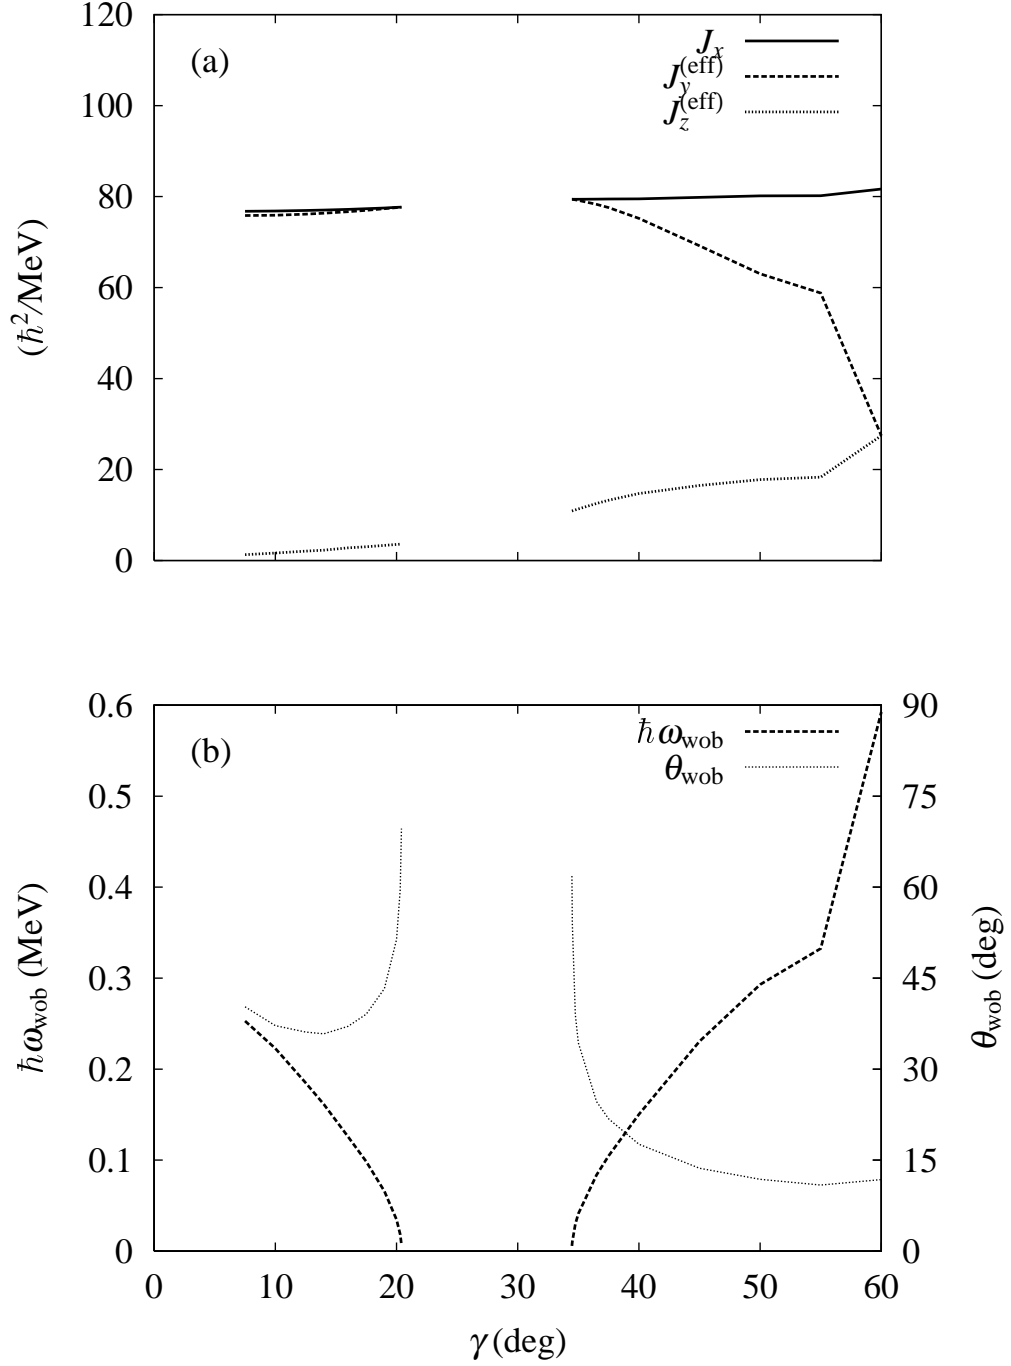 120
100
80
60
40
20
0
(ħ²/MeV)
(a)
Jₓ
J_y^(eff)
J_z^(eff)
0.6
0.5
0.4
0.3
0.2
0.1
0
ħω_wob (MeV)
(b)
ħω_wob
θ_wob
90
75
60
45
30
15
0
θ_wob (deg)
0 10 20 30 40 50 60
γ (deg)